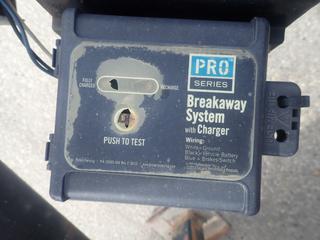 PRO
SERIES
FULLY CHARGED
RECHARGE
Breakaway
System
with Charger
PUSH TO TEST
Wiring:
White = Ground
Black = Vehicle Battery
Blue = Brakes/Switch